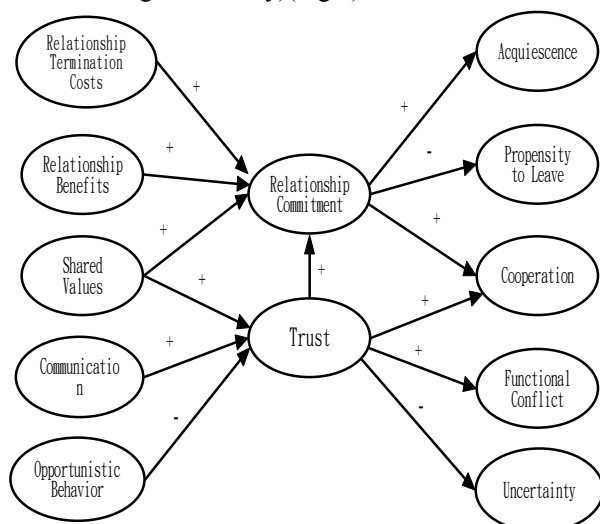 Relationship
Termination
Costs
Acquiescence
+
+
Relationship
Benefits
+
-
Propensity
to Leave
Relationship
Commitment
+
+
Shared
Values
+
+
+
Cooperation
Trust
Communicatio
n
+
+
Functional
Conflict
-
-
Opportunistic
Behavior
Uncertainty